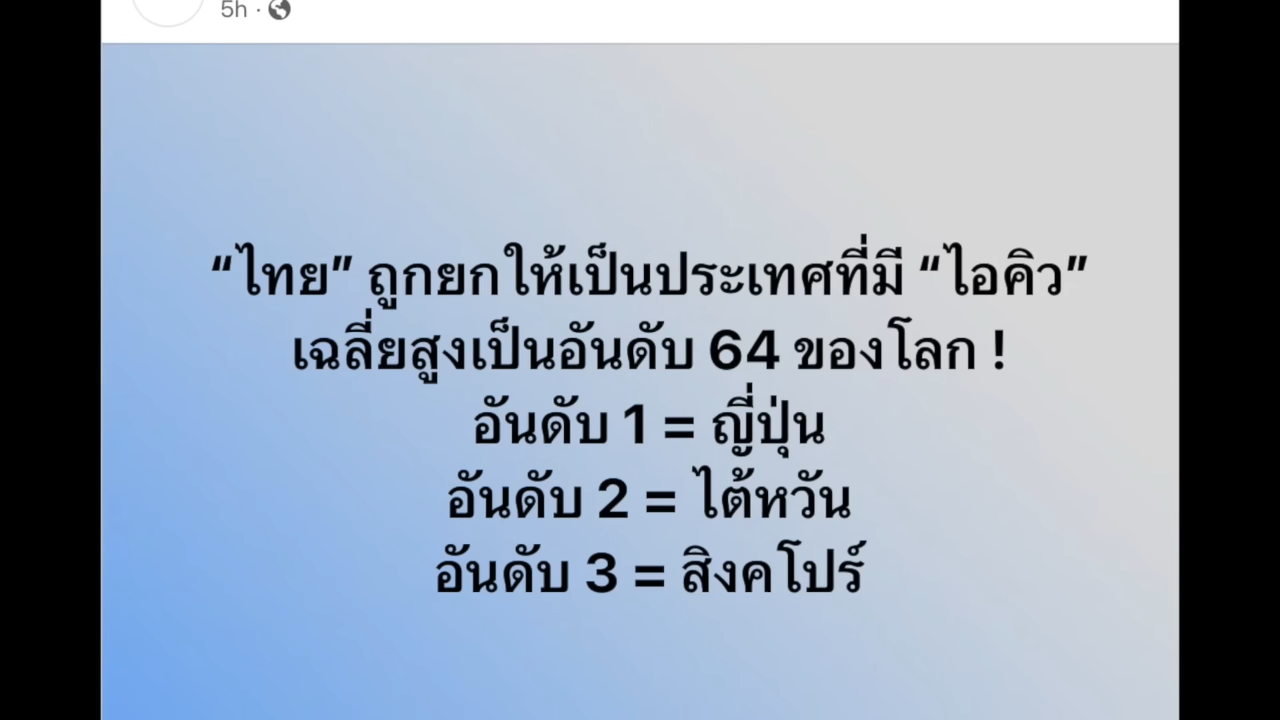 5h ·
“ไทย” ถูกยกให้เป็นประเทศที่มี “ไอคิว”
เฉลี่ยสูงเป็นอันดับ 64 ของโลก !
อันดับ 1 = ญี่ปุ่น
อันดับ 2 = ไต้หวัน
อันดับ 3 = สิงคโปร์